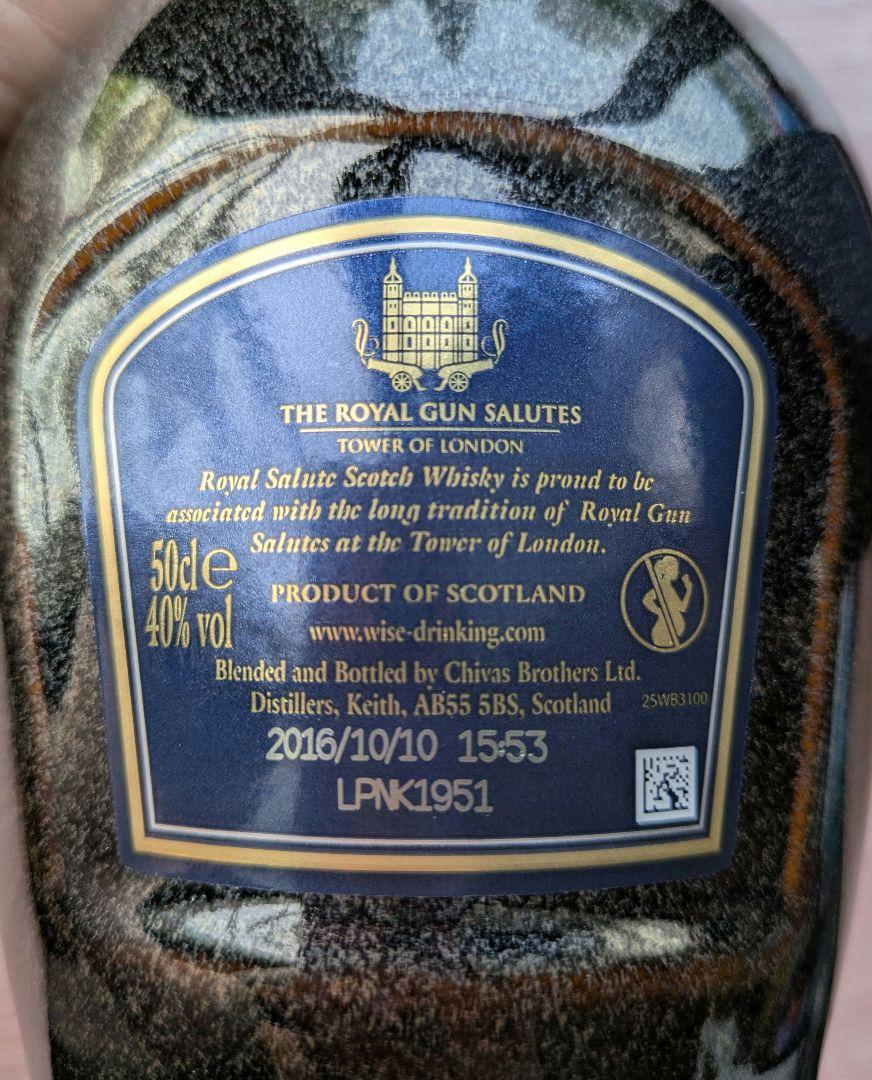 THE ROYAL GUN SALUTES
TOWER OF LONDON
Royal Salute Scotch Whisky is proud to be
associated with the long tradition of Royal Gun
Salutes at the Tower of London.
50cl e
40% vol
PRODUCT OF SCOTLAND
www.wise-drinking.com
Blended and Bottled by Chivas Brothers Ltd.
Distillers, Keith, AB55 5BS, Scotland
25WB3100
2016/10/10 15:53
LPNK1951